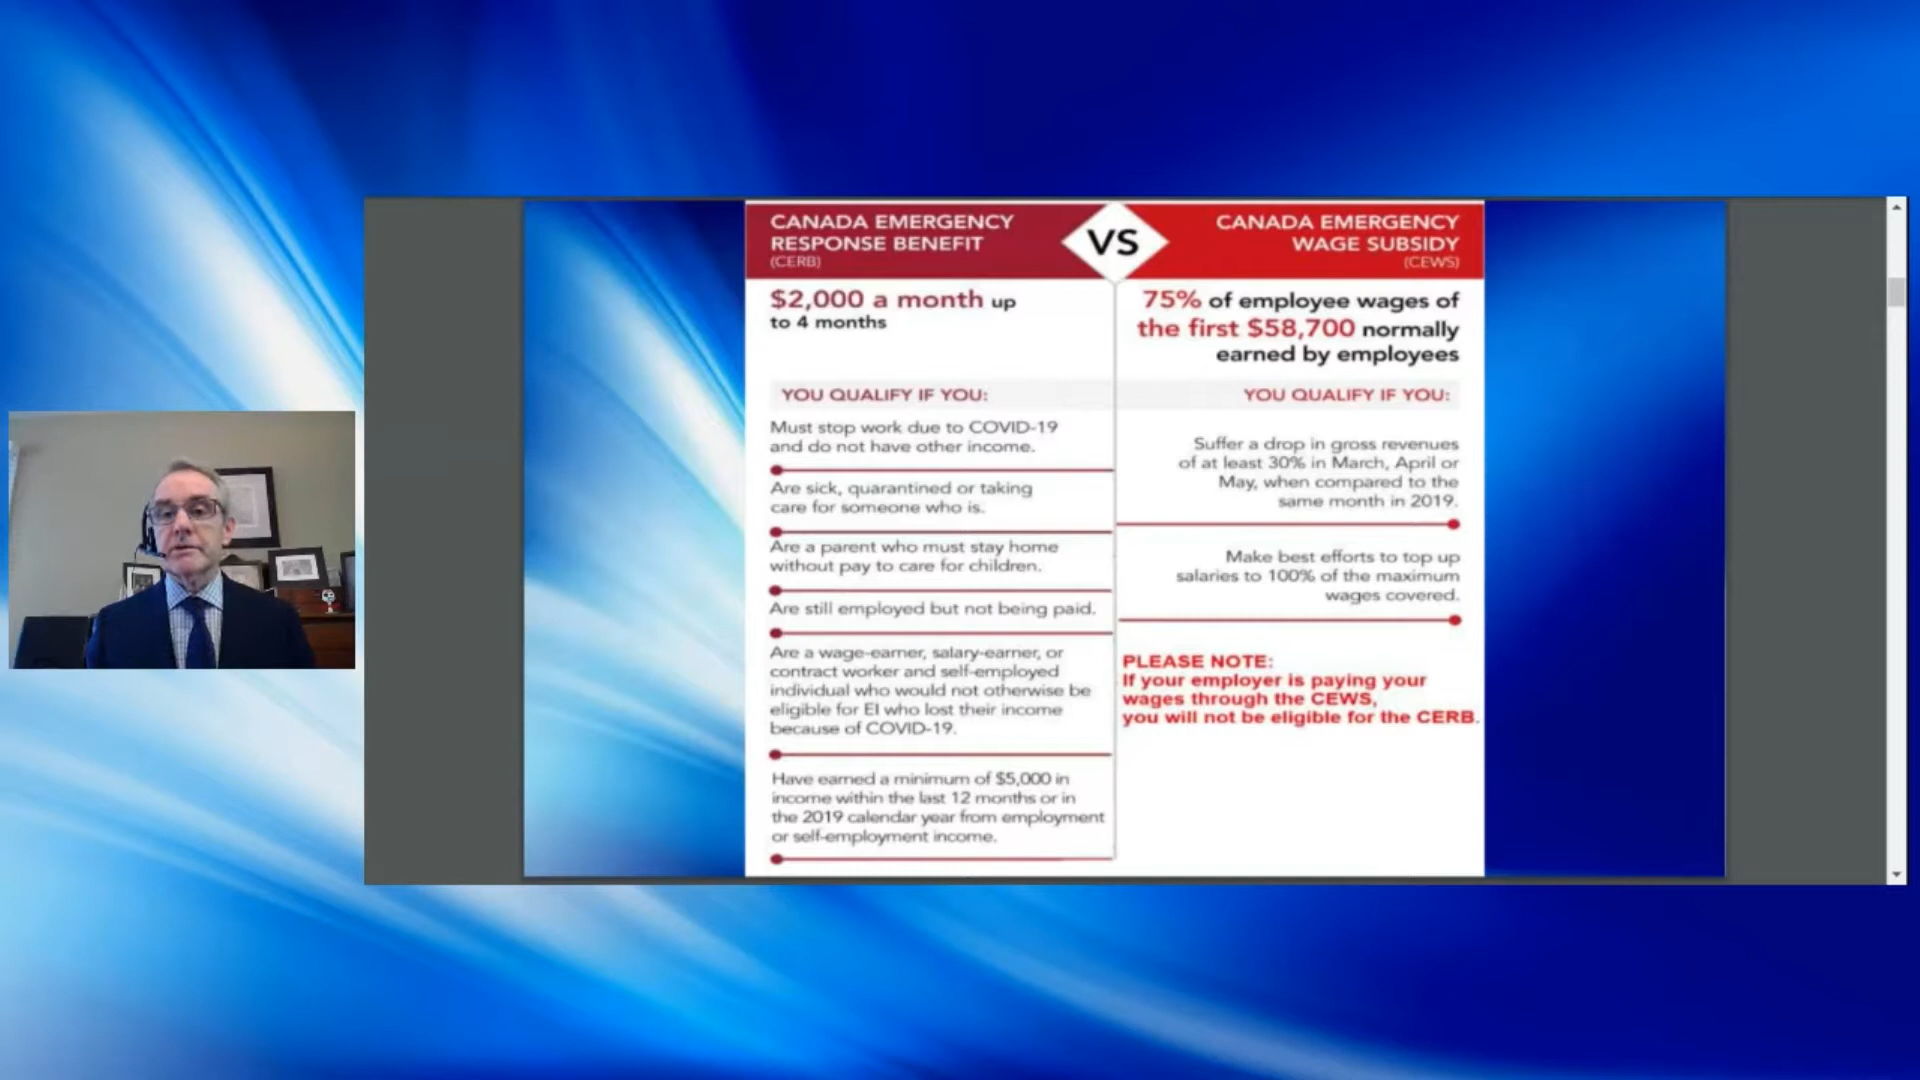 CANADA EMERGENCY
RESPONSE BENEFIT
(CERB)
VS
CANADA EMERGENCY
WAGE SUBSIDY
(CEWS)
$2,000 a month up
to 4 months
YOU QUALIFY IF YOU:
Must stop work due to COVID-19
and do not have other income.
Are sick, quarantined or taking
care for someone who is.
Are a parent who must stay home
without pay to care for children.
Are still employed but not being paid.
Are a wage-earner, salary-earner, or
contract worker and self-employed
individual who would not otherwise be
eligible for EI who lost their income
because of COVID-19.
Have earned a minimum of $5,000 in
income within the last 12 months or in
the 2019 calendar year from employment
or self-employment income.
75% of employee wages of
the first $58,700 normally
earned by employees
YOU QUALIFY IF YOU:
Suffer a drop in gross revenues
of at least 30% in March, April or
May, when compared to the
same month in 2019.
Make best efforts to top up
salaries to 100% of the maximum
wages covered.
PLEASE NOTE:
If your employer is paying your
wages through the CEWS,
you will not be eligible for the CERB.